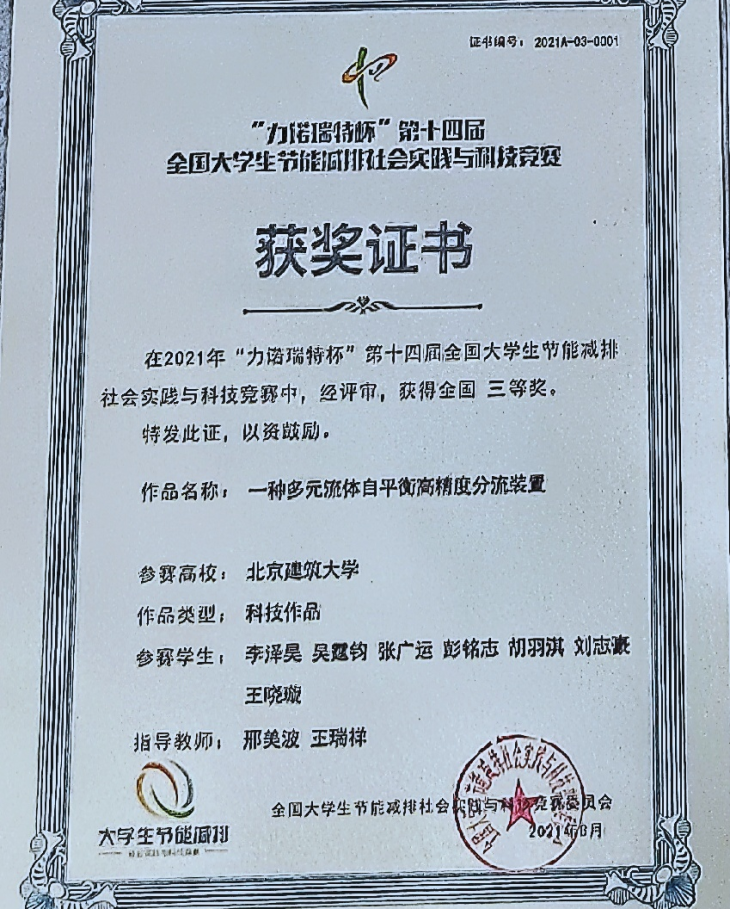 证书编号： 2021A-03-0001
“力诺瑞特杯”第十四届
全国大学生节能减排社会实践与科技竞赛
获奖证书
在2021年“力诺瑞特杯”第十四届全国大学生节能减排
社会实践与科技竞赛中，经评审，获得全国 三等奖。
特发此证，以资鼓励。
作品名称： 一种多元流体自平衡高精度分流装置
参赛高校： 北京建筑大学
作品类型： 科技作品
参赛学生： 李泽昊 吴霆钧 张广运 彭铭志 胡羽淇 刘志豪
王晓璇
指导教师： 邢美波 王瑞祥
全国大学生节能减排社会实践与科技竞赛委员会
2021年8月
大学生节能减排